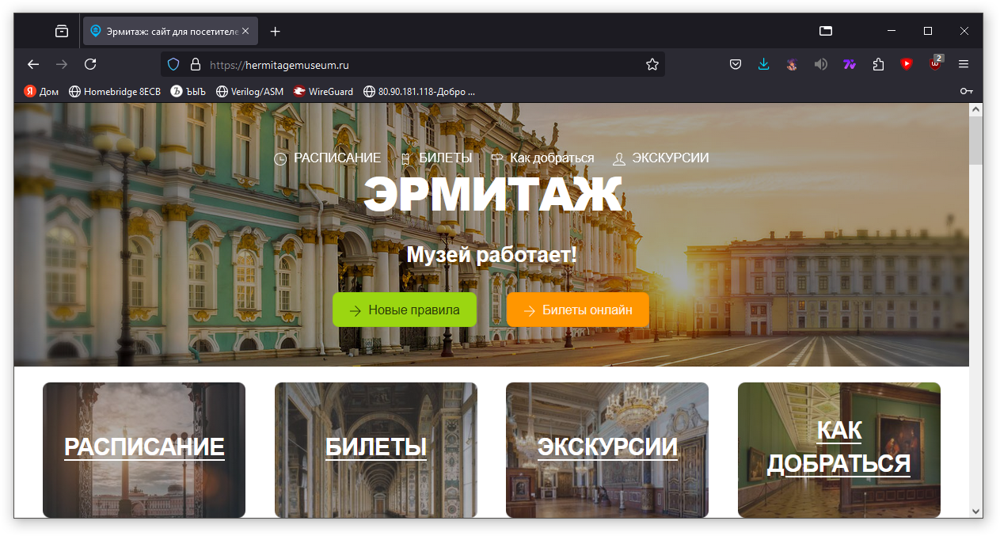 Эрмитаж: сайт для посетителе
https://hermitagemuseum.ru
2
Я Дом Homebridge 8ECB Ъ ЪЫЪ Verilog/ASM WireGuard 80.90.181.118-Добро ...
РАСПИСАНИЕ БИЛЕТЫ Как добраться ЭКСКУРСИИ
ЭРМИТАЖ
Музей работает!
Новые правила Билеты онлайн
РАСПИСАНИЕ БИЛЕТЫ ЭКСКУРСИИ КАК
ДОБРАТЬСЯ